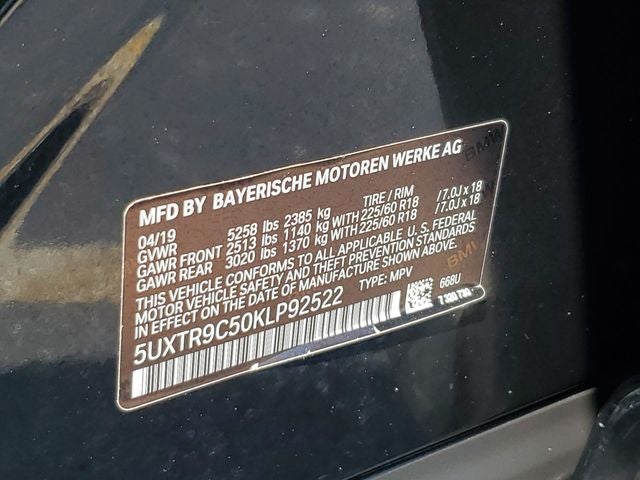 MFD BY BAYERISCHE MOTOREN WERKE AG
04/19 TIRE / RIM
GVWR 5258 lbs 2385 kg
GAWR FRONT 2513 lbs 1140 kg WITH 225/60 R18 /7.0J x 18
GAWR REAR 3020 lbs 1370 kg WITH 225/60 R18 /7.0J x 18
THIS VEHICLE CONFORMS TO ALL APPLICABLE U. S. FEDERAL
MOTOR VEHICLE SAFETY AND THEFT PREVENTION STANDARDS
IN EFFECT ON THE DATE OF MANUFACTURE SHOWN ABOVE.
5UXTR9C50KLP92522 TYPE: MPV
668U
BMW